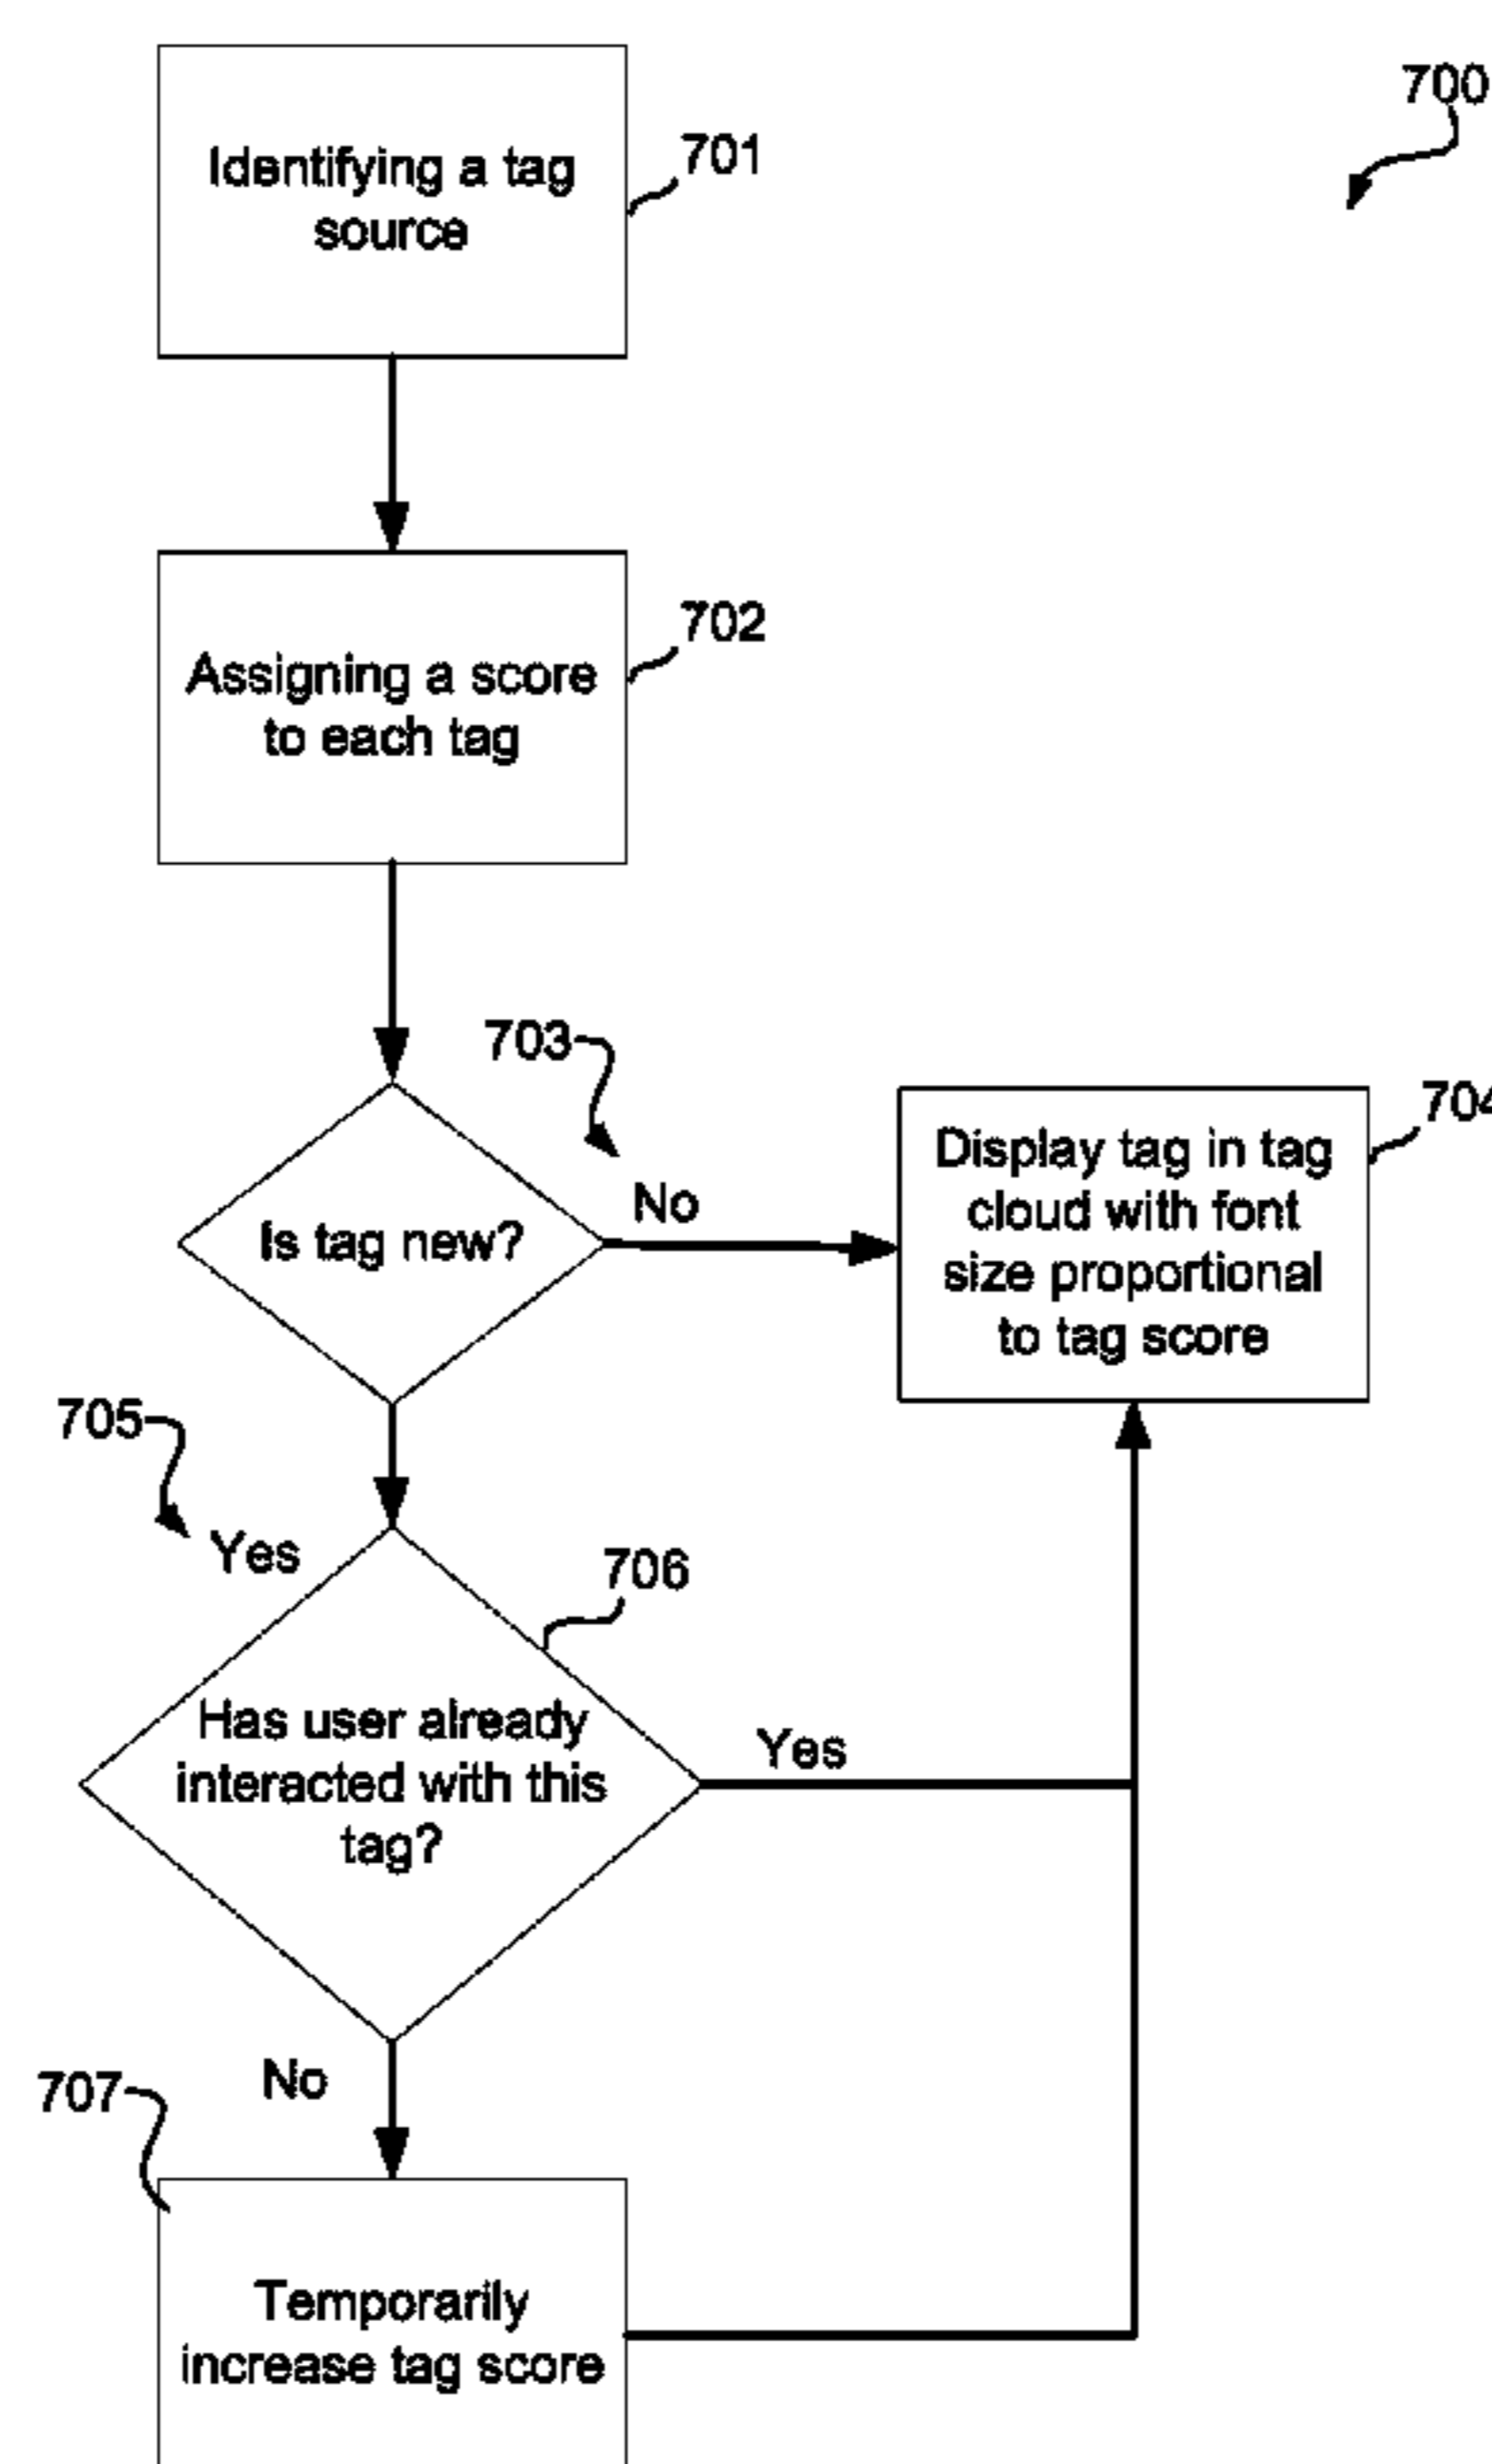 700
Identifying a tag
source
701
Assigning a score
to each tag
702
703
Is tag new?
No
Display tag in tag
cloud with font
size proportional
to tag score
704
705
Yes
706
Has user already
interacted with this
tag?
Yes
No
707
Temporarily
increase tag score